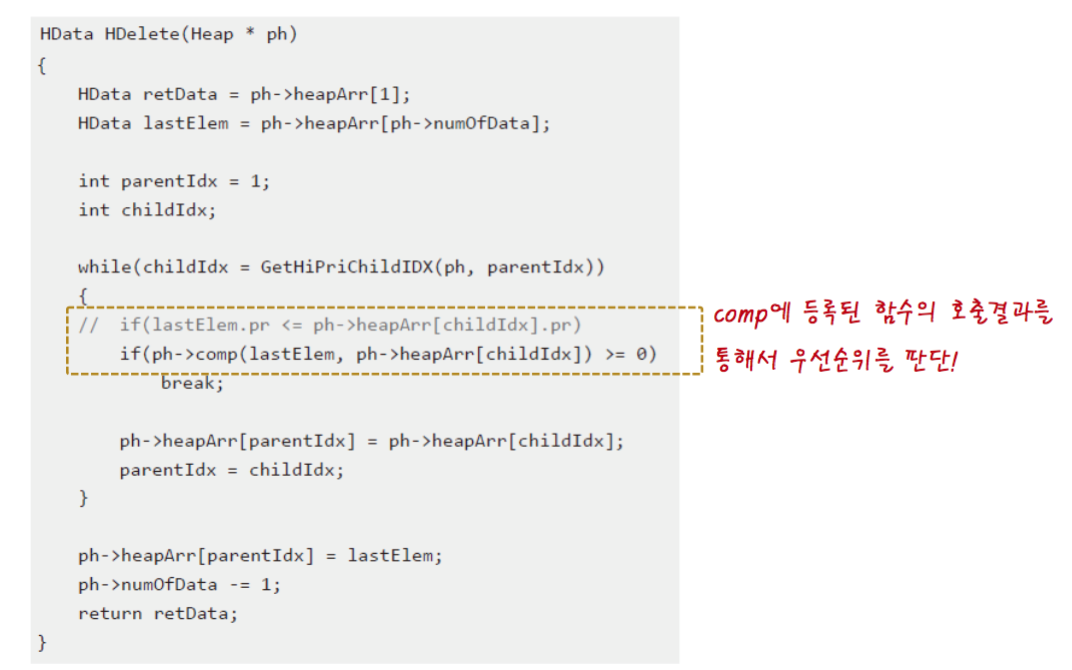 HData HDelete(Heap * ph)
{
    HData retData = ph->heapArr[1];
    HData lastElem = ph->heapArr[ph->numOfData];

    int parentIdx = 1;
    int childIdx;

    while(childIdx = GetHiPriChildIDX(ph, parentIdx))
    {
//  if(lastElem.pr <= ph->heapArr[childIdx].pr)
        if(ph->comp(lastElem, ph->heapArr[childIdx]) >= 0)
            break;

        ph->heapArr[parentIdx] = ph->heapArr[childIdx];
        parentIdx = childIdx;
    }

    ph->heapArr[parentIdx] = lastElem;
    ph->numOfData -= 1;
    return retData;
}
comp에 등록된 함수의 호출결과를
통해서 우선순위를 판단!